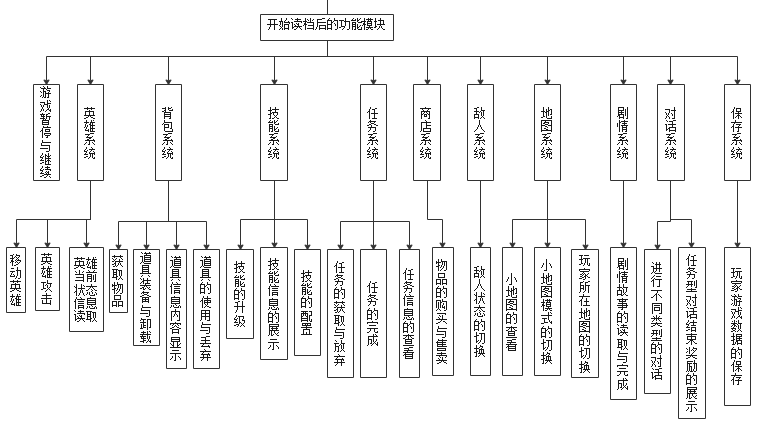 开始读档后的功能模块
游戏暂停与继续
英雄系统
背包系统
技能系统
任务系统
商店系统
敌人系统
地图系统
剧情系统
对话系统
保存系统
移动英雄
英雄攻击
英雄当前状态信息读取
获取物品
道具装备与卸载
道具信息内容显示
道具的使用与丢弃
技能的升级
技能信息的展示
技能的配置
任务的获取与放弃
任务的完成
任务信息的查看
物品的购买与售卖
敌人状态的切换
小地图的查看
小地图模式的切换
玩家所在地图的切换
剧情故事的读取与完成
进行不同类型的对话
任务型对话结束奖励的展示
玩家游戏数据的保存